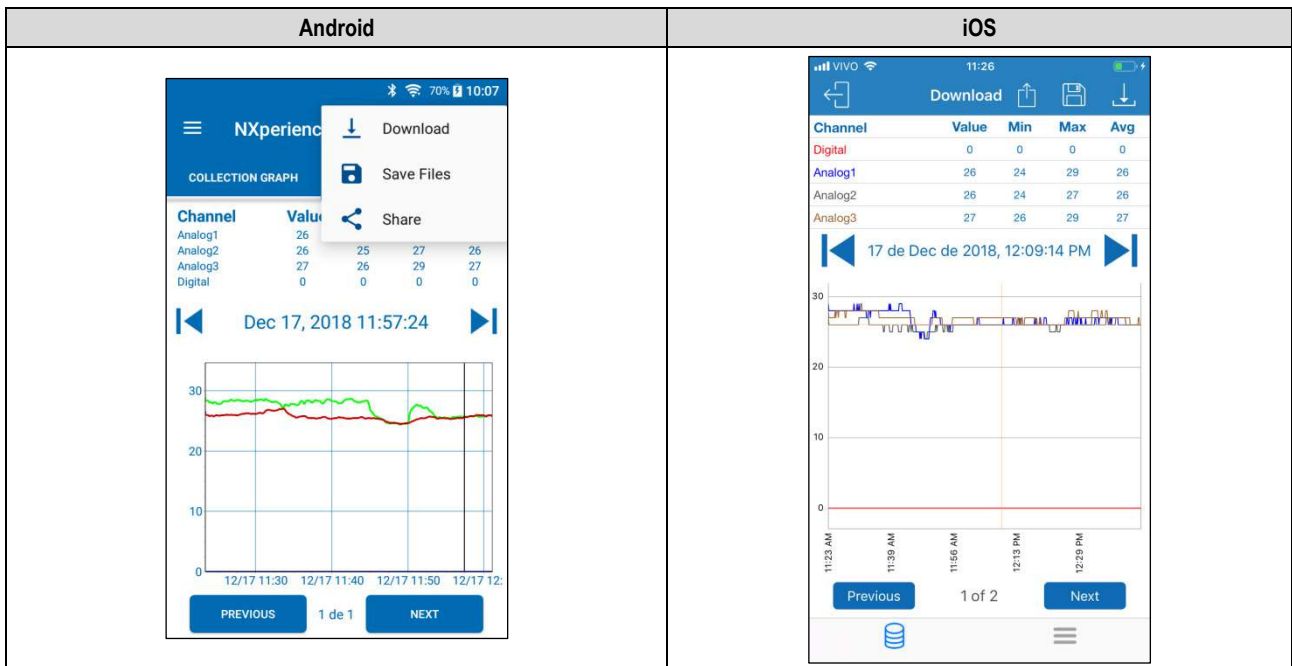 Android
iOS
70% 10:07
NXperienc
Download
Save Files
Share
COLLECTION GRAPH
Channel Valu
Analog1 26
Analog2 26 25 27 26
Analog3 27 26 29 27
Digital 0 0 0 0
Dec 17, 2018 11:57:24
30
20
10
0
12/17 11:30 12/17 11:40 12/17 11:50 12/17 12:
PREVIOUS 1 de 1 NEXT
VIVO 11:26
Download
Channel Value Min Max Avg
Digital 0 0 0 0
Analog1 26 24 29 26
Analog2 26 24 27 26
Analog3 27 26 29 27
17 de Dec de 2018, 12:09:14 PM
30
20
10
0
11:23 AM 11:39 AM 11:56 AM 12:13 PM 12:29 PM
Previous 1 of 2 Next